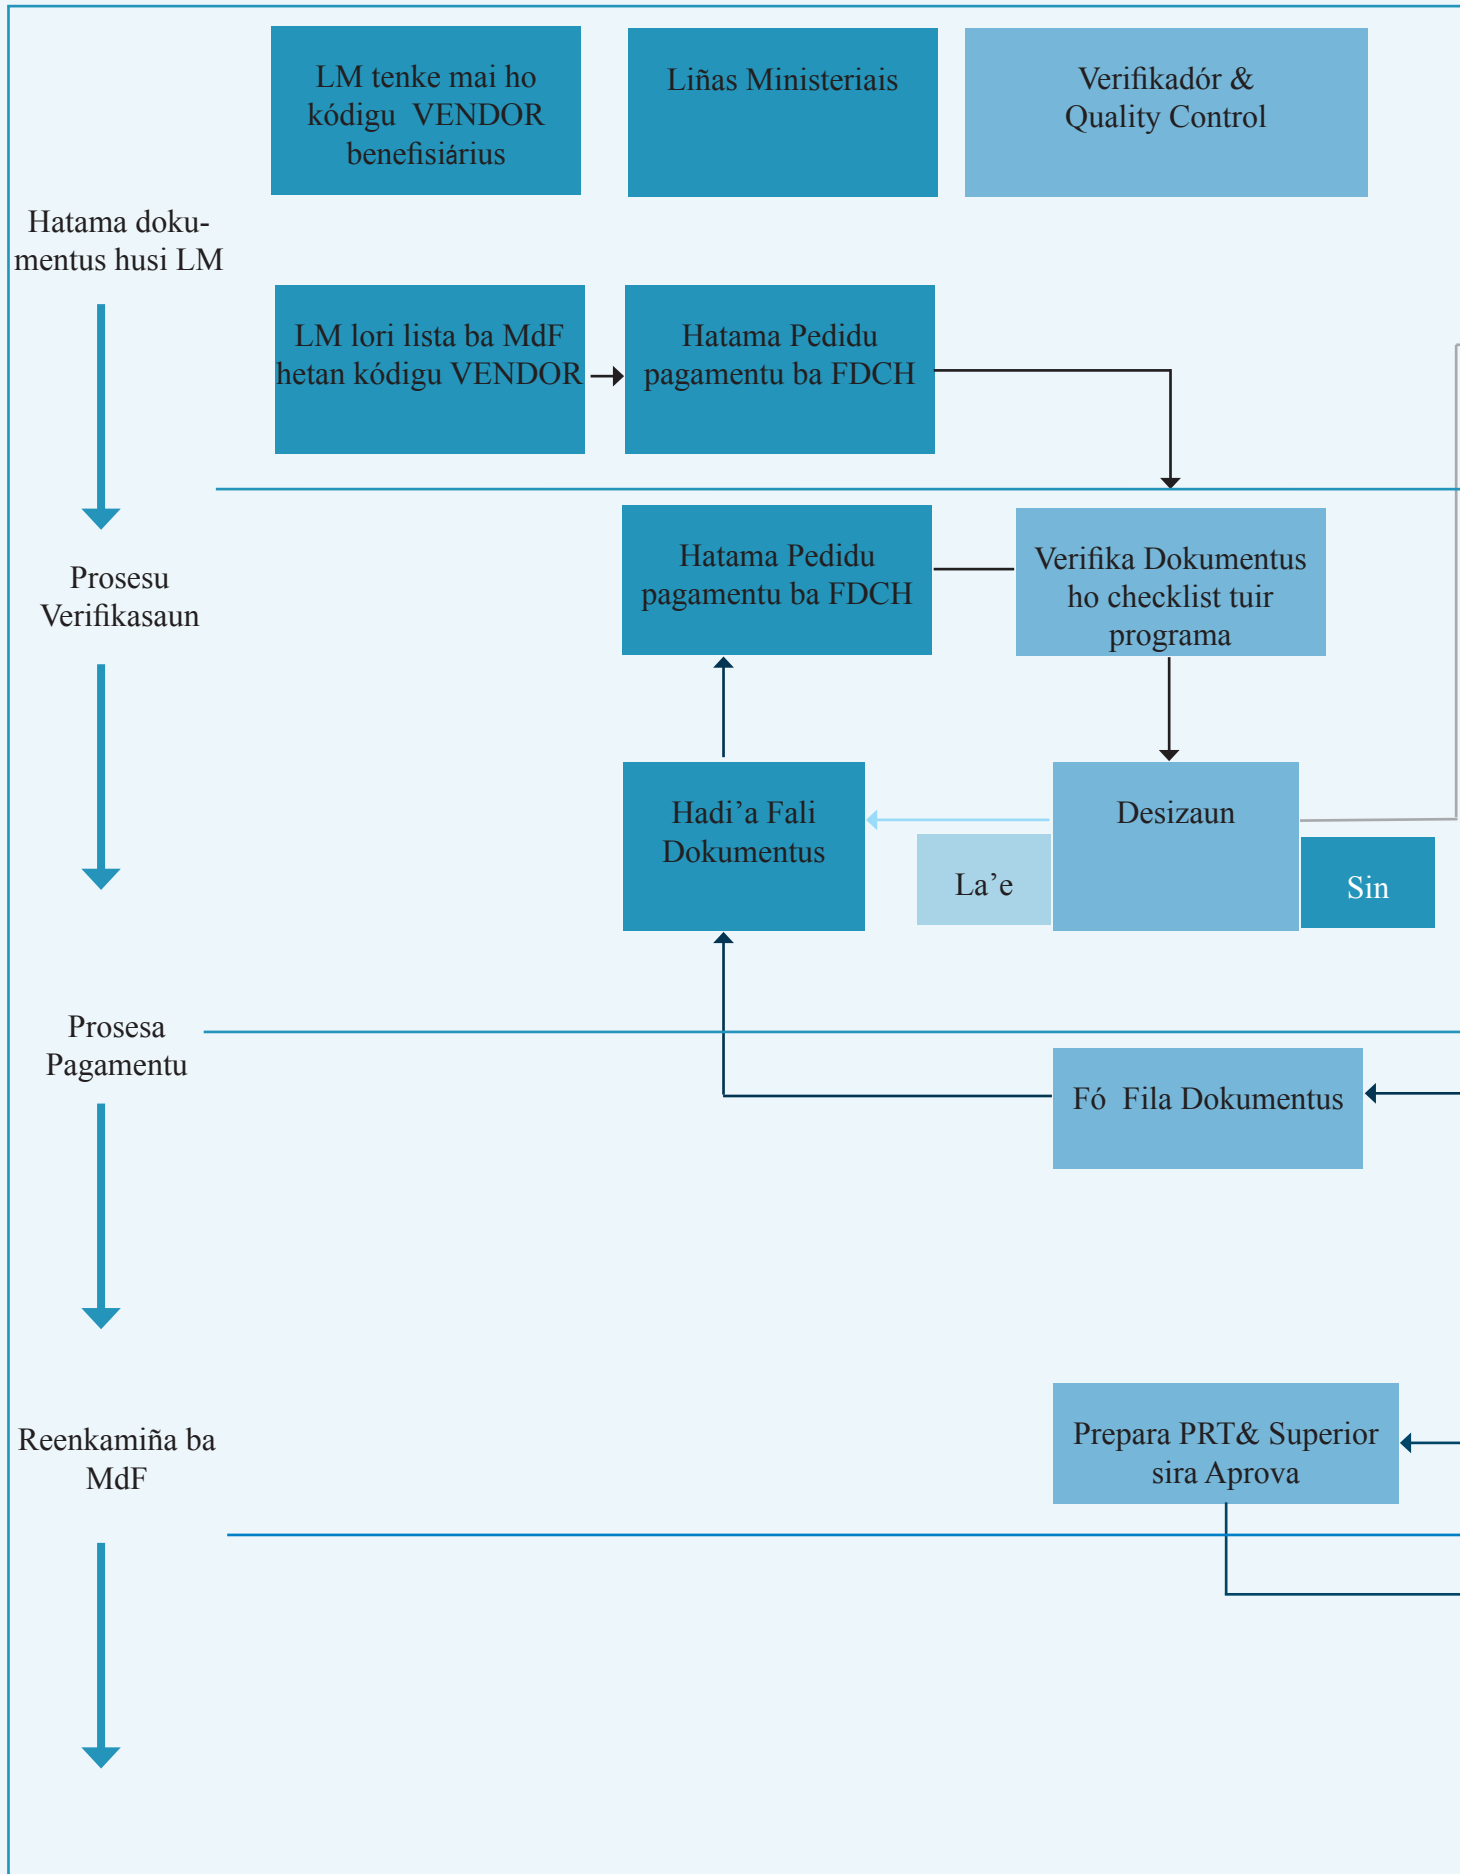 LM tenke mai ho
kódigu VENDOR
benefisiárius
Liñas Ministeriais
Verifikadór &
Quality Control
Hatama doku-
mentus husi LM
LM lori lista ba MdF
hetan kódigu VENDOR
Hatama Pedidu
pagamentu ba FDCH
Prosesu
Verifikasaun
Hatama Pedidu
pagamentu ba FDCH
Verifika Dokumentus
ho checklist tuir
programa
Hadi’a Fali
Dokumentus
La’e
Desizaun
Sin
Prosesa
Pagamentu
Fó Fila Dokumentus
Reenkamiña ba
MdF
Prepara PRT& Superior
sira Aprova